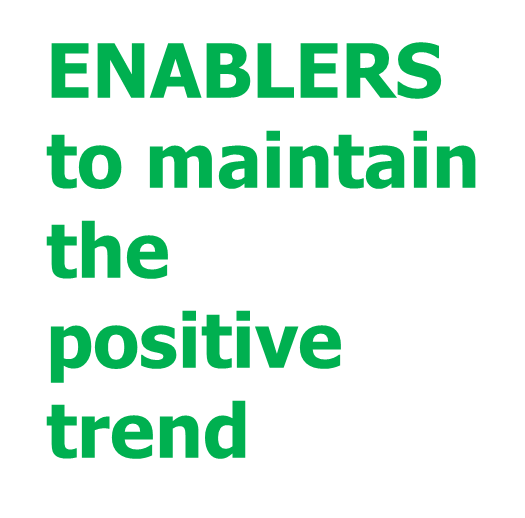 ENABLERS
to maintain
the
positive
trend